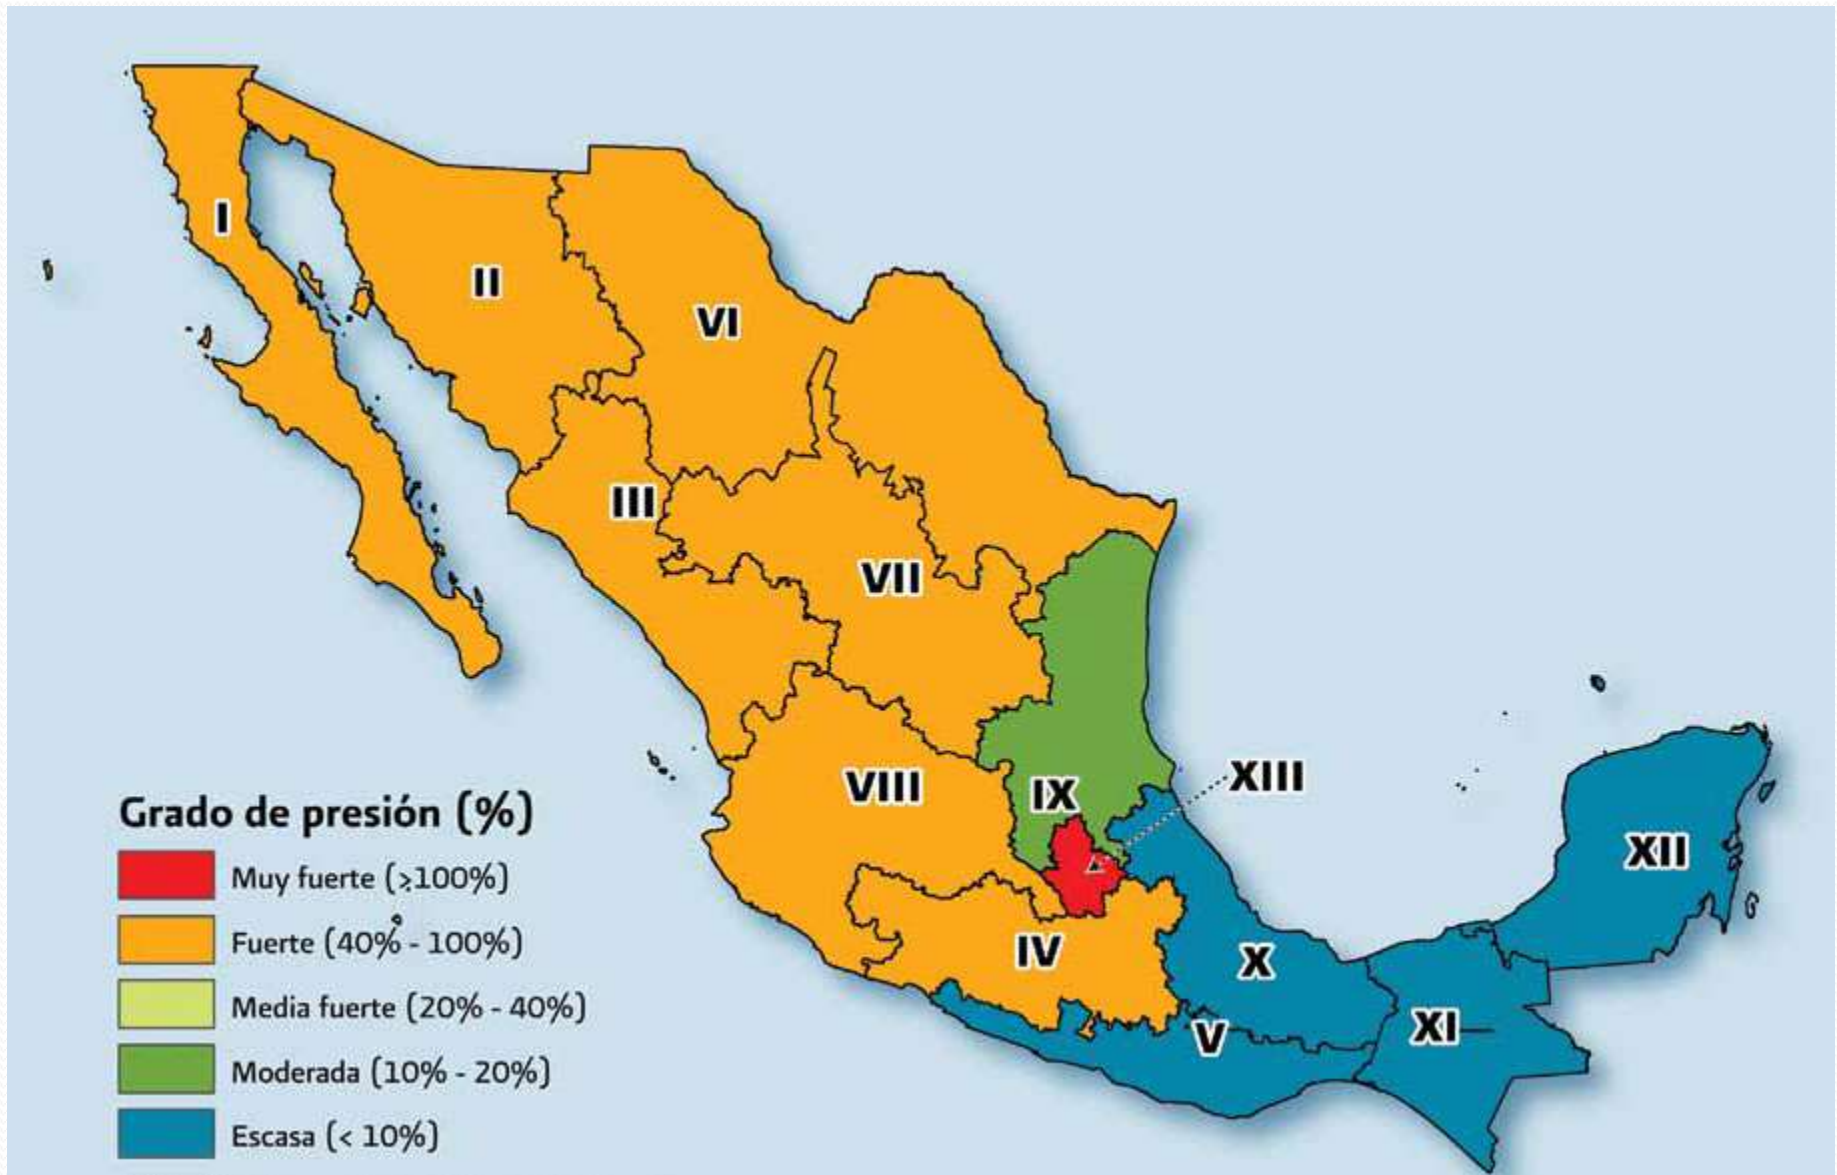 I
II
VI
III
VII
VIII
IX
XIII
XII
IV
X
XI
V
Grado de presión (%)
Muy fuerte (>100%)
Fuerte (40% - 100%)
Media fuerte (20% - 40%)
Moderada (10% - 20%)
Escasa (< 10%)